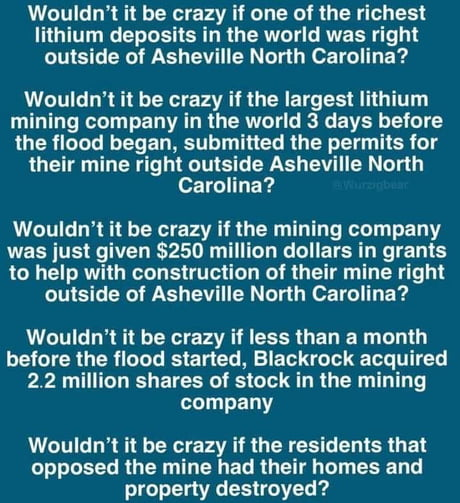 Wouldn't it be crazy if one of the richest
lithium deposits in the world was right
outside of Asheville North Carolina?
Wouldn't it be crazy if the largest lithium
mining company in the world 3 days before
the flood began, submitted the permits for
their mine right outside Asheville North
Carolina?
@Wurzigbear
Wouldn't it be crazy if the mining company
was just given $250 million dollars in grants
to help with construction of their mine right
outside of Asheville North Carolina?
Wouldn't it be crazy if less than a month
before the flood started, Blackrock acquired
2.2 million shares of stock in the mining
company
Wouldn't it be crazy if the residents that
opposed the mine had their homes and
property destroyed?